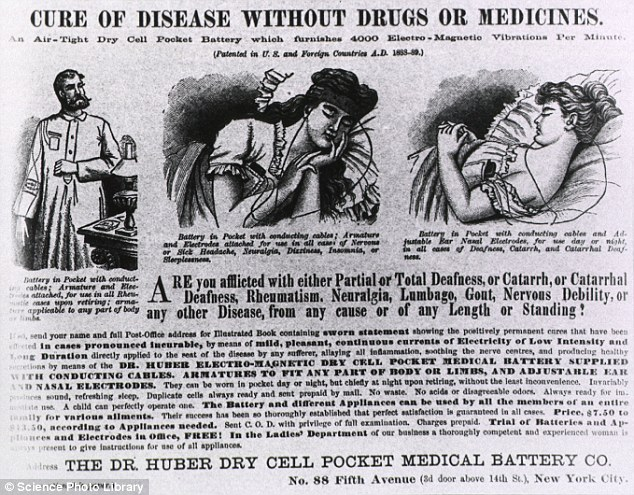 CURE OF DISEASE WITHOUT DRUGS OR MEDICINES.
An Air-Tight Dry Cell Pocket Battery which furnishes 4000 Electro-Magnetic Vibrations Per Minute.
(Patented in U. S. and Foreign Countries A.D.
Battery in Pocket with conducting cables; Armature and Electrodes attached, for use in all Rheumatic cases upon retiring; armature applicable to any part of body or limbs.
Battery in Pocket with conducting cables; Armature
and Electrodes attached for use in all cases of Nervous
or Sick Headache, Neuralgia, Dizziness, Insomnia, or
Sleeplessness.
Battery in Pocket with conducting cables and Ad-
justable Ear Nasal Electrodes, for use day or night,
in all cases of Deafness, Catarrh, and Catarrhal Deaf-
ness.
ARE you afflicted with either Partial or Total Deafness, or Catarrh, or Catarrhal
Deafness, Rheumatism, Neuralgia, Lumbago, Gout, Nervous Debility, or
any other Disease, from any cause or of any Length or Standing?
so, send your name and full Post-Office address for Illustrated Book containing sworn statement showing the positively permanent cures that have been
effected in cases pronounced incurable, by means of mild, pleasant, continuous currents of Electricity of Low Intensity and
Long Duration directly applied to the seat of the disease by any sufferer, allaying all inflammation, soothing the nerve centres, and producing healthy
by means of the DR. HUBER ELECTRO-MAGNETIC DRY CELL POCKET MEDICAL BATTERY SUPPLIED
WITH CONDUCTING CABLES. ARMATURES TO FIT ANY PART OF BODY OR LIMBS, AND ADJUSTABLE EAR
AND NASAL ELECTRODES. They can be worn in pocket day or night, but chiefly at night upon retiring, without the least inconvenience. Invariably
produces sound, refreshing sleep. Duplicate cells always ready and sent prepaid by mail. No waste. No acids or disagreeable odors. Always ready for im-
mediate use. A child can perfectly operate one. The Battery and different Appliances can be used by all the members of an entire
family for various ailments. Their success has been so thoroughly established that perfect satisfaction is guaranteed in all cases. Price, $7.50 to
$13.50, according to Appliances needed. Sent C. O. D. with privilege of full examination. Charges prepaid. Trial of Batteries and Ap-
pliances and Electrodes in Office, FREE! In the Ladies' Department of our business a thoroughly competent and experienced woman is
always present to give instructions for use of all appliances.
Address THE DR. HUBER DRY CELL POCKET MEDICAL BATTERY CO.
No. 88 Fifth Avenue (3d door above 14th St.), New York City.
© Science Photo Library